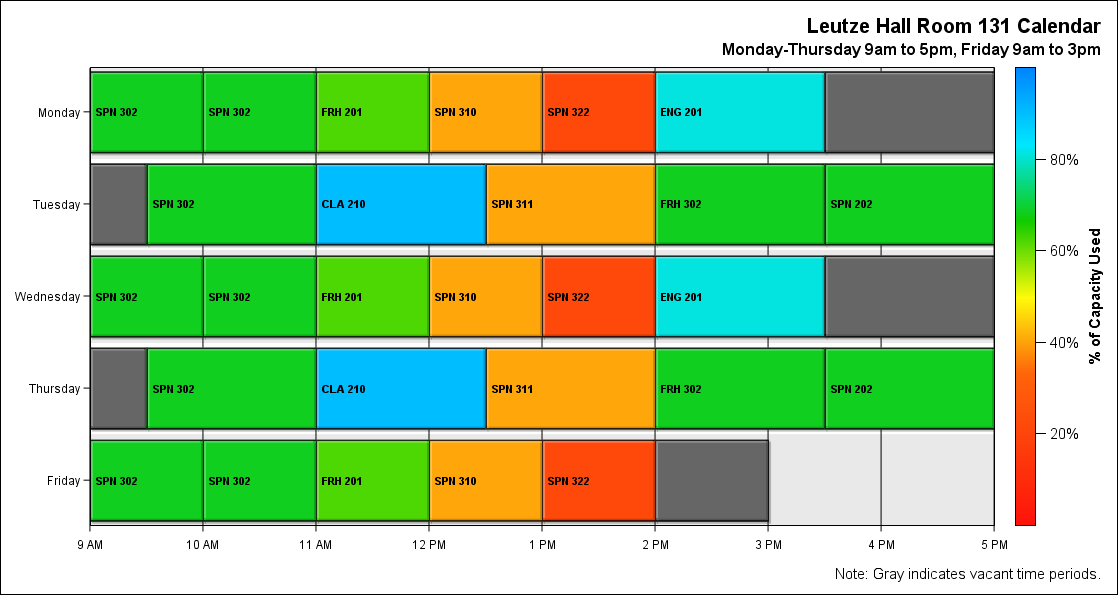 Leutze Hall Room 131 Calendar
Monday-Thursday 9am to 5pm, Friday 9am to 3pm
Monday
SPN 302
SPN 302
FRH 201
SPN 310
SPN 322
ENG 201
Tuesday
SPN 302
CLA 210
SPN 311
FRH 302
SPN 202
Wednesday
SPN 302
SPN 302
FRH 201
SPN 310
SPN 322
ENG 201
Thursday
SPN 302
CLA 210
SPN 311
FRH 302
SPN 202
Friday
SPN 302
SPN 302
FRH 201
SPN 310
SPN 322
9 AM
10 AM
11 AM
12 PM
1 PM
2 PM
3 PM
4 PM
5 PM
80%
60%
40%
20%
% of Capacity Used
Note: Gray indicates vacant time periods.